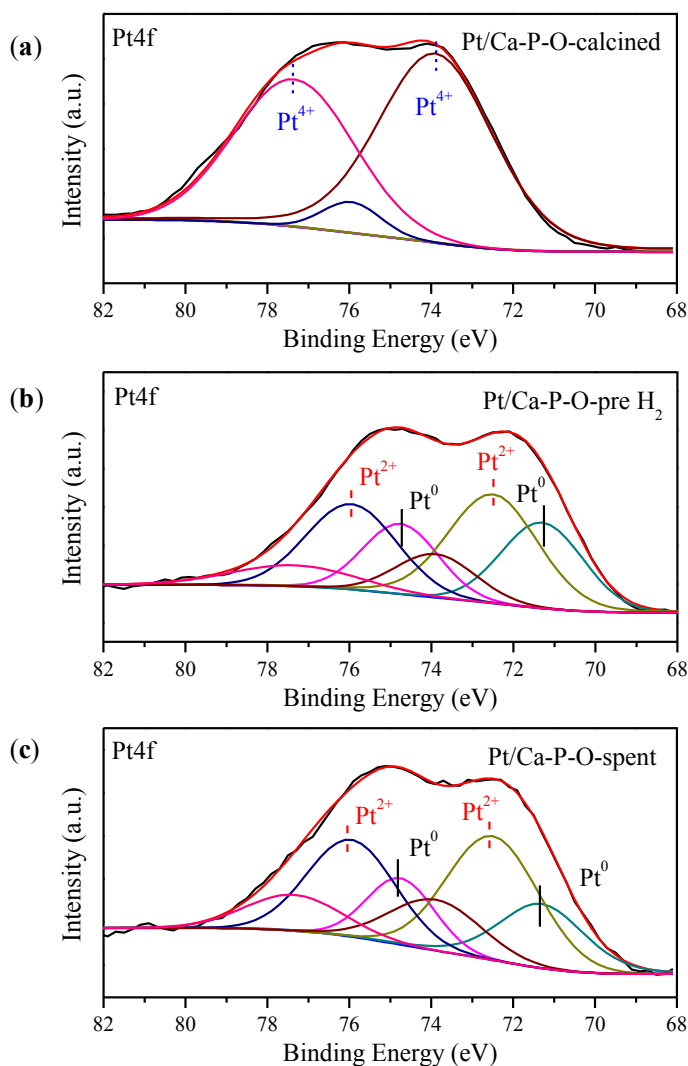 (a)
Pt4f
Pt/Ca-P-O-calcined
Pt⁴⁺
Pt⁴⁺
Intensity (a.u.)
82 80 78 76 74 72 70 68
Binding Energy (eV)
(b)
Pt4f
Pt/Ca-P-O-pre H₂
Pt²⁺
Pt⁰
Pt²⁺
Pt⁰
Intensity (a.u.)
82 80 78 76 74 72 70 68
Binding Energy (eV)
(c)
Pt4f
Pt/Ca-P-O-spent
Pt²⁺
Pt⁰
Pt²⁺
Pt⁰
Intensity (a.u.)
82 80 78 76 74 72 70 68
Binding Energy (eV)